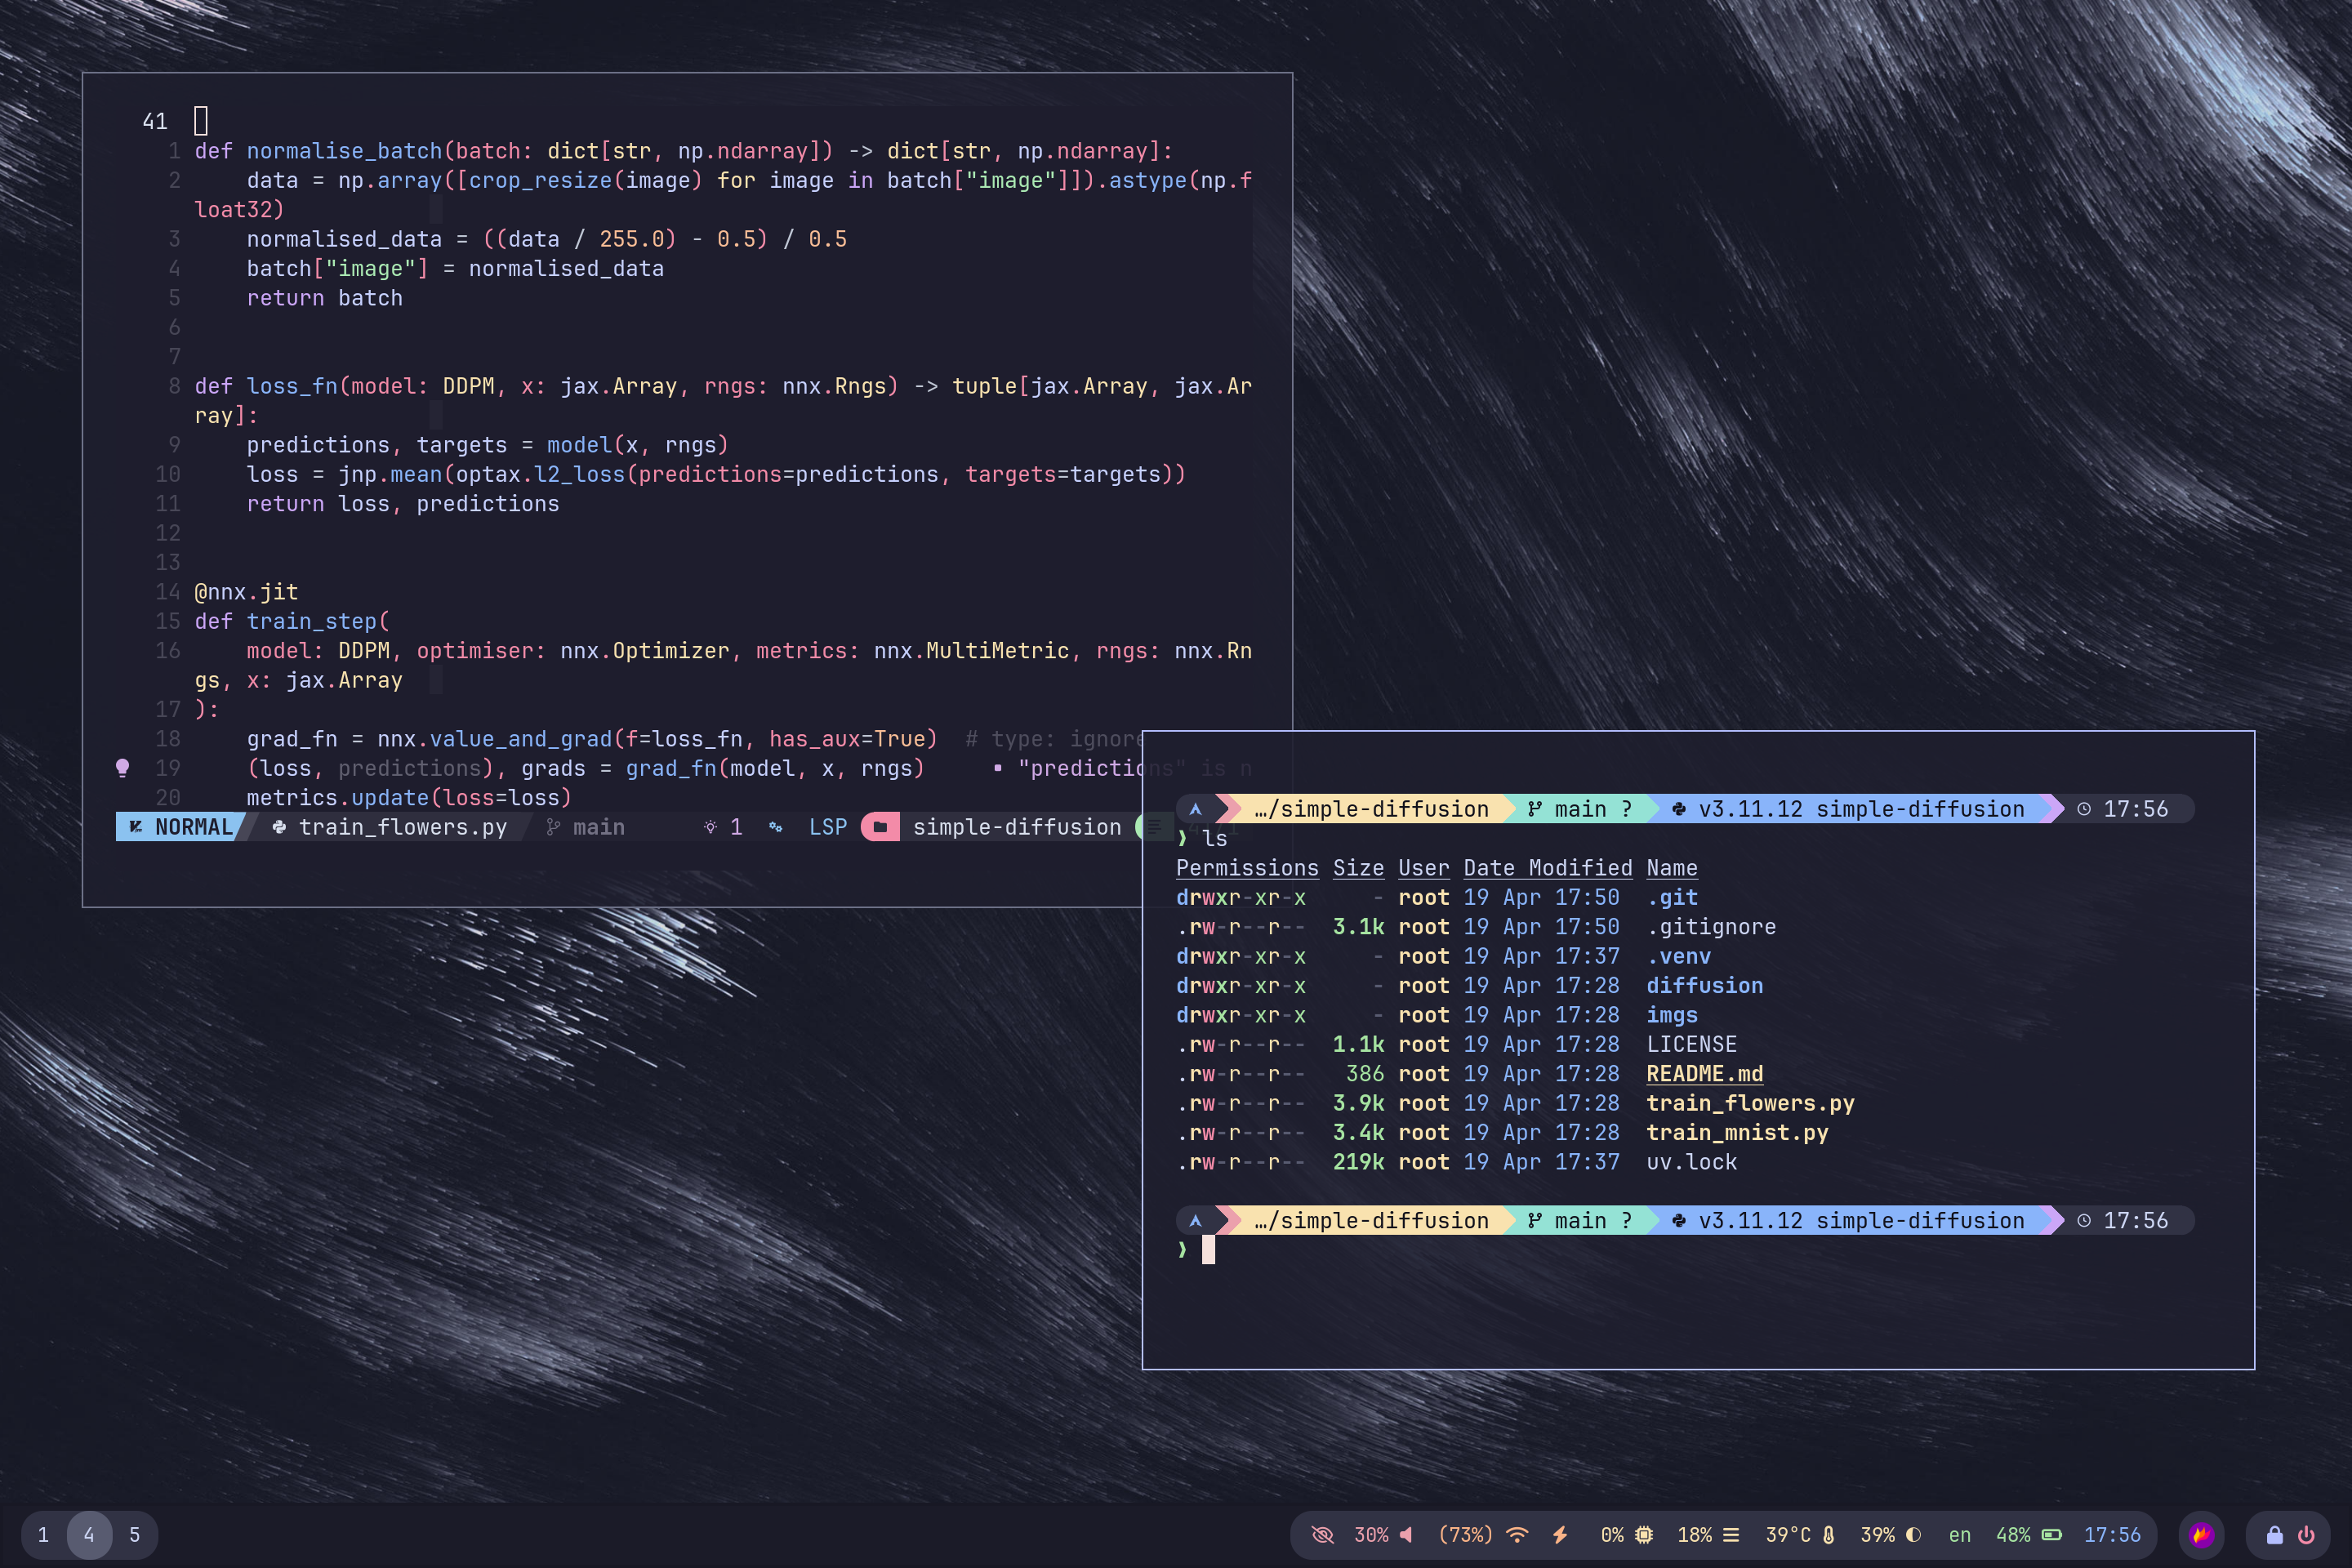 41
1 def normalise_batch(batch: dict[str, np.ndarray]) -> dict[str, np.ndarray]:
2     data = np.array([crop_resize(image) for image in batch["image"]]).astype(np.f
loat32)
3     normalised_data = ((data / 255.0) - 0.5) / 0.5
4     batch["image"] = normalised_data
5     return batch
6
7
8 def loss_fn(model: DDPM, x: jax.Array, rngs: nnx.Rngs) -> tuple[jax.Array, jax.Ar
ray]:
9     predictions, targets = model(x, rngs)
10     loss = jnp.mean(optax.l2_loss(predictions=predictions, targets=targets))
11     return loss, predictions
12
13
14 @nnx.jit
15 def train_step(
16     model: DDPM, optimiser: nnx.Optimizer, metrics: nnx.MultiMetric, rngs: nnx.Rn
gs, x: jax.Array
17 ):
18     grad_fn = nnx.value_and_grad(f=loss_fn, has_aux=True)  # type: ignore
19     (loss, predictions), grads = grad_fn(model, x, rngs)     ▪ "predictions" is n
20     metrics.update(loss=loss)
NORMAL train_flowers.py main 1 LSP simple-diffusion
…/simple-diffusion main ? v3.11.12 simple-diffusion 17:56
❱ ls
Permissions Size User Date Modified Name
drwxr-xr-x - root 19 Apr 17:50 .git
.rw-r--r-- 3.1k root 19 Apr 17:50 .gitignore
drwxr-xr-x - root 19 Apr 17:37 .venv
drwxr-xr-x - root 19 Apr 17:28 diffusion
drwxr-xr-x - root 19 Apr 17:28 imgs
.rw-r--r-- 1.1k root 19 Apr 17:28 LICENSE
.rw-r--r-- 386 root 19 Apr 17:28 README.md
.rw-r--r-- 3.9k root 19 Apr 17:28 train_flowers.py
.rw-r--r-- 3.4k root 19 Apr 17:28 train_mnist.py
.rw-r--r-- 219k root 19 Apr 17:37 uv.lock
…/simple-diffusion main ? v3.11.12 simple-diffusion 17:56
❱
1 4 5 30% (73%) 0% 18% 39°C 39% en 48% 17:56